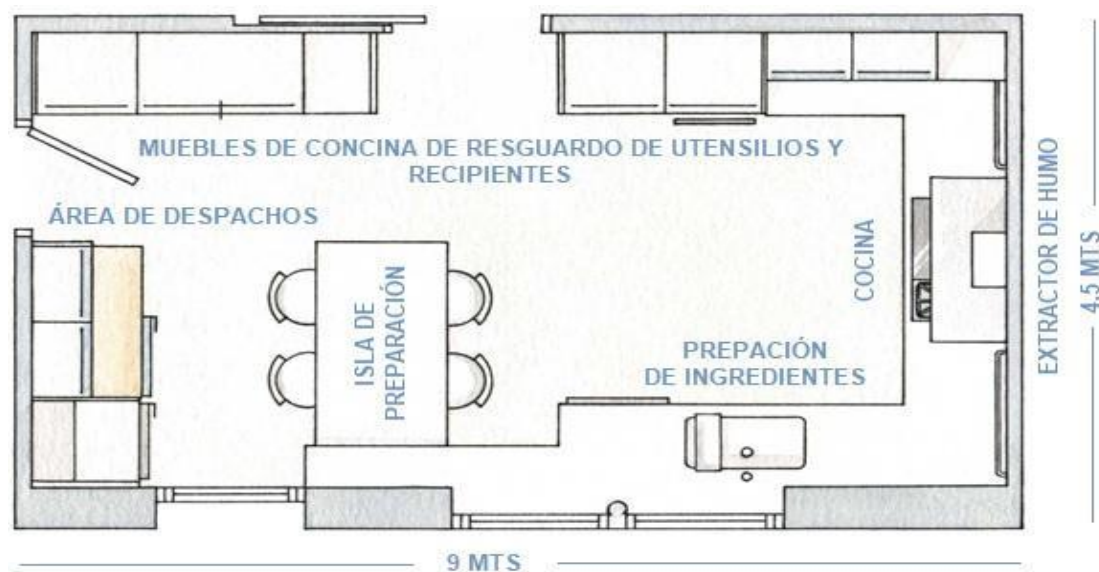 MUEBLES DE CONCINA DE RESGUARDO DE UTENSILIOS Y
RECIPIENTES
ÁREA DE DESPACHOS
ISLA DE
PREPARACIÓN
COCINA
PREPACIÓN
DE INGREDIENTES
EXTRACTOR DE HUMO
4.5 MTS
9 MTS